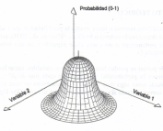 Probabilidad (0-1)
Variable 2
Variable 1